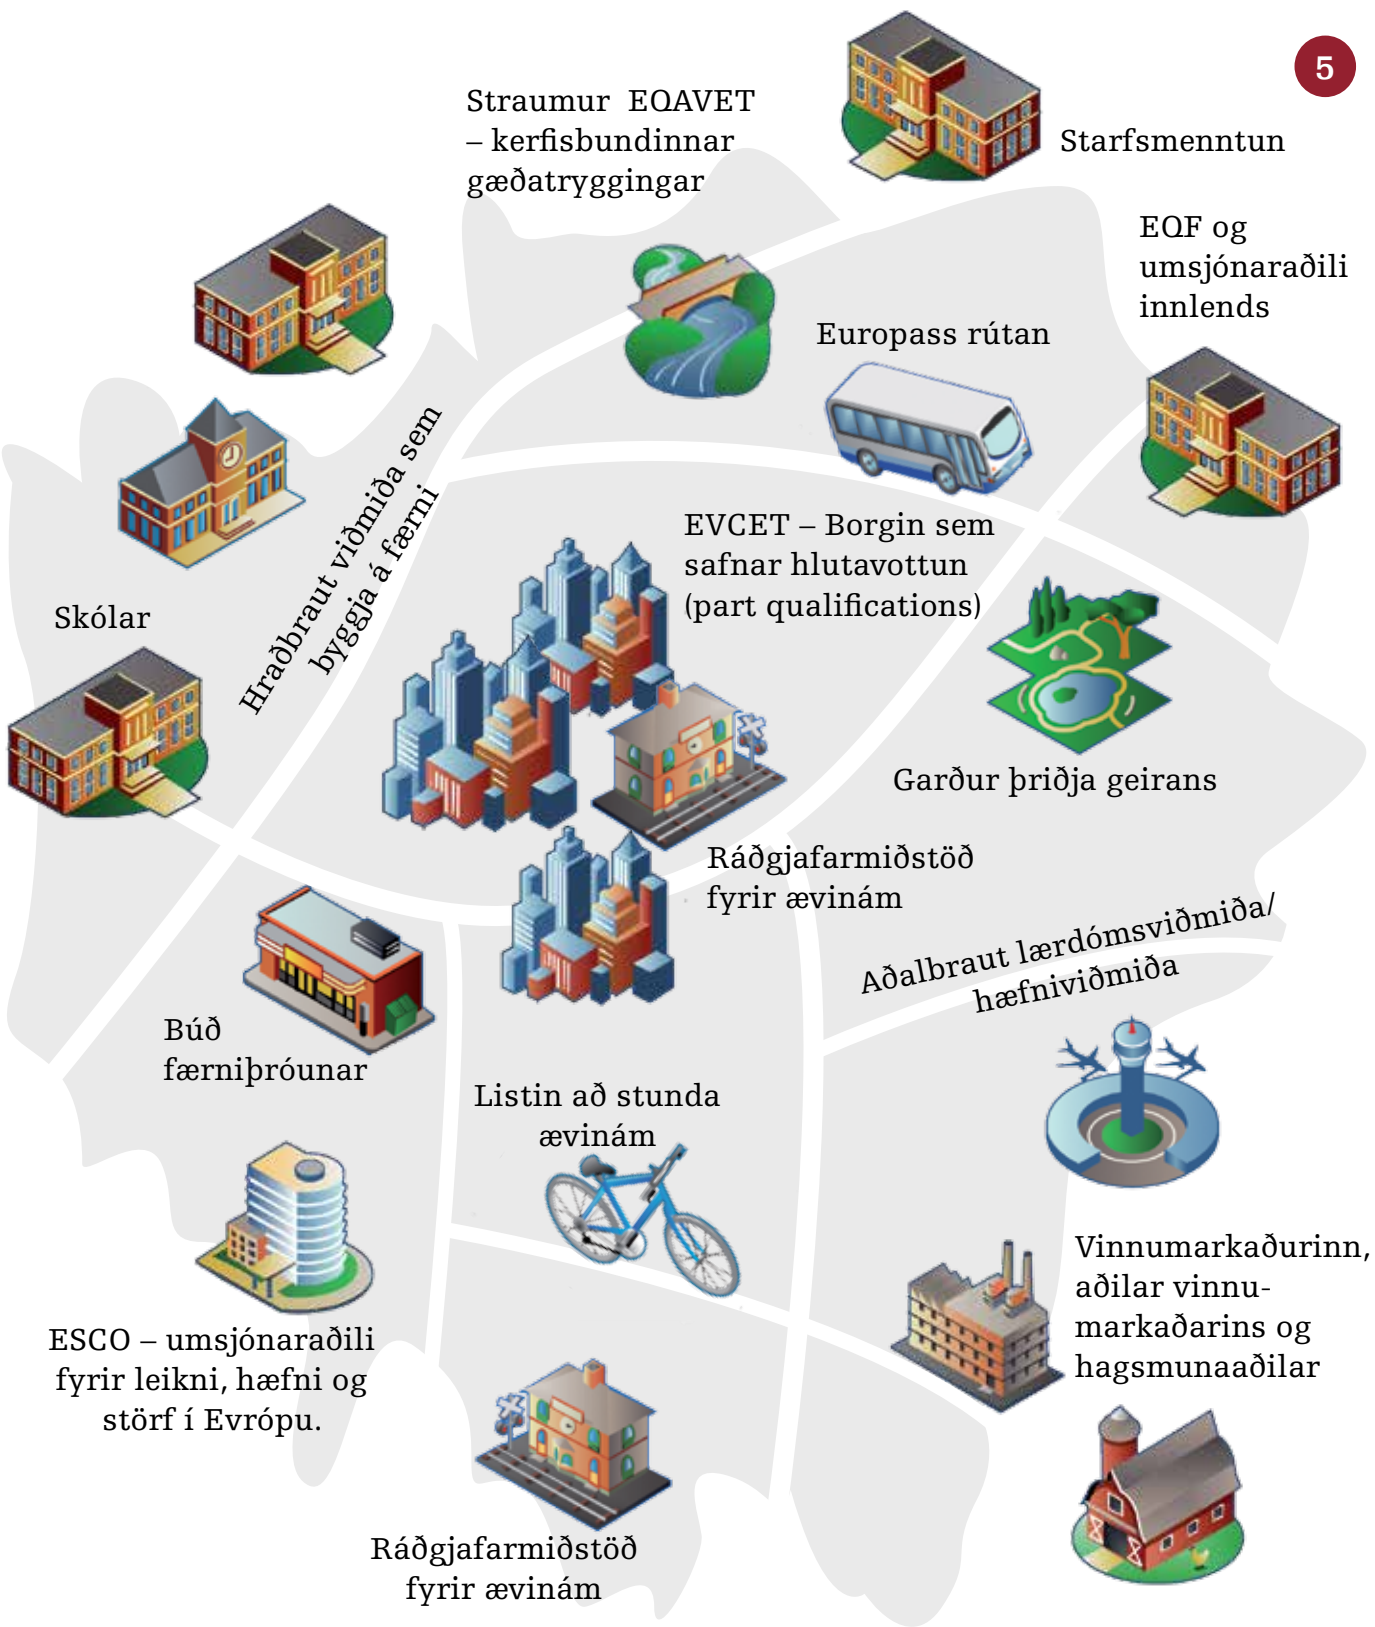 5
Straumur EQAVET
– kerfisbundinnar
gæðatryggingar
Starfsmenntun
EQF og
umsjónaraðili
innlends
Europass rútan
Hraðbraut viðmiða sem
byggja á færni
EVCET – Borgin sem
safnar hlutavottun
(part qualifications)
Skólar
Garður þriðja geirans
Ráðgjafarmiðstöð
fyrir ævinám
Aðalbraut lærdómsviðmiða/
hæfniviðmiða
Búð
færniþróunar
Listin að stunda
ævinám
Vinnumarkaðurinn,
aðilar vinnu-
markaðarins og
hagsmunaaðilar
ESCO – umsjónaraðili
fyrir leikni, hæfni og
störf í Evrópu.
Ráðgjafarmiðstöð
fyrir ævinám